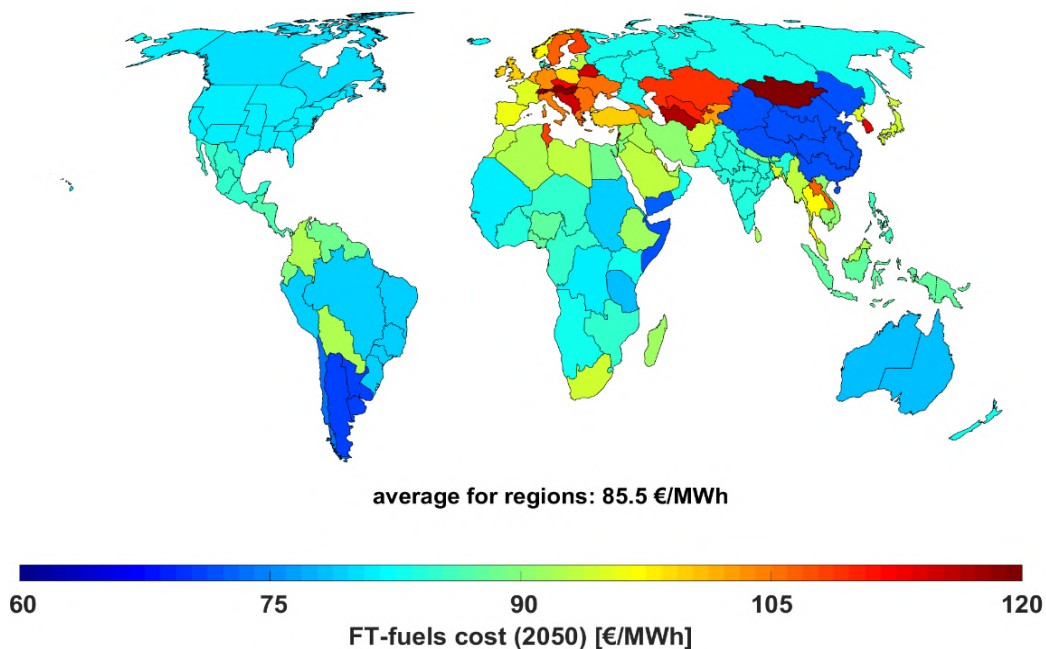 average for regions: 85.5 €/MWh
60 75 90 105 120
FT-fuels cost (2050) [€/MWh]